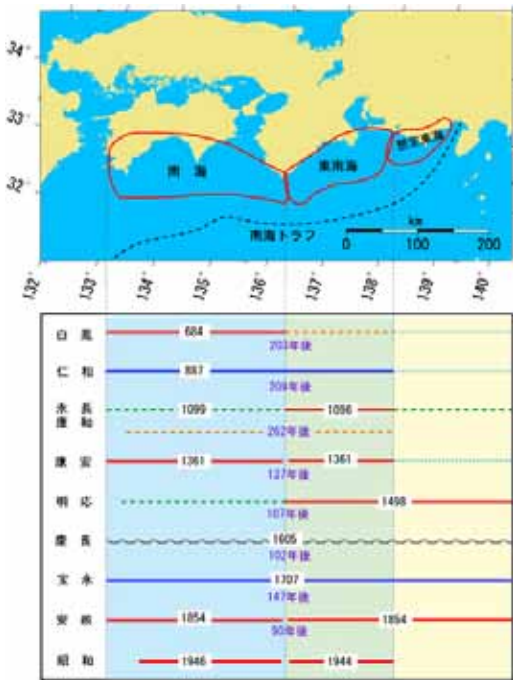 34°
33°
32°
南海
東南海
想定東海
南海トラフ
km
0 100 200
132° 133° 134° 135° 136° 137° 138° 139° 140°
白鳳 684
203年後
仁和 887
209年後
永長 1099 1096
康和
262年後
康安 1361 1361
137年後
明応 1498
107年後
慶長 1605
102年後
宝永 1707
147年後
安政 1854 1854
90年後
昭和 1946 1944